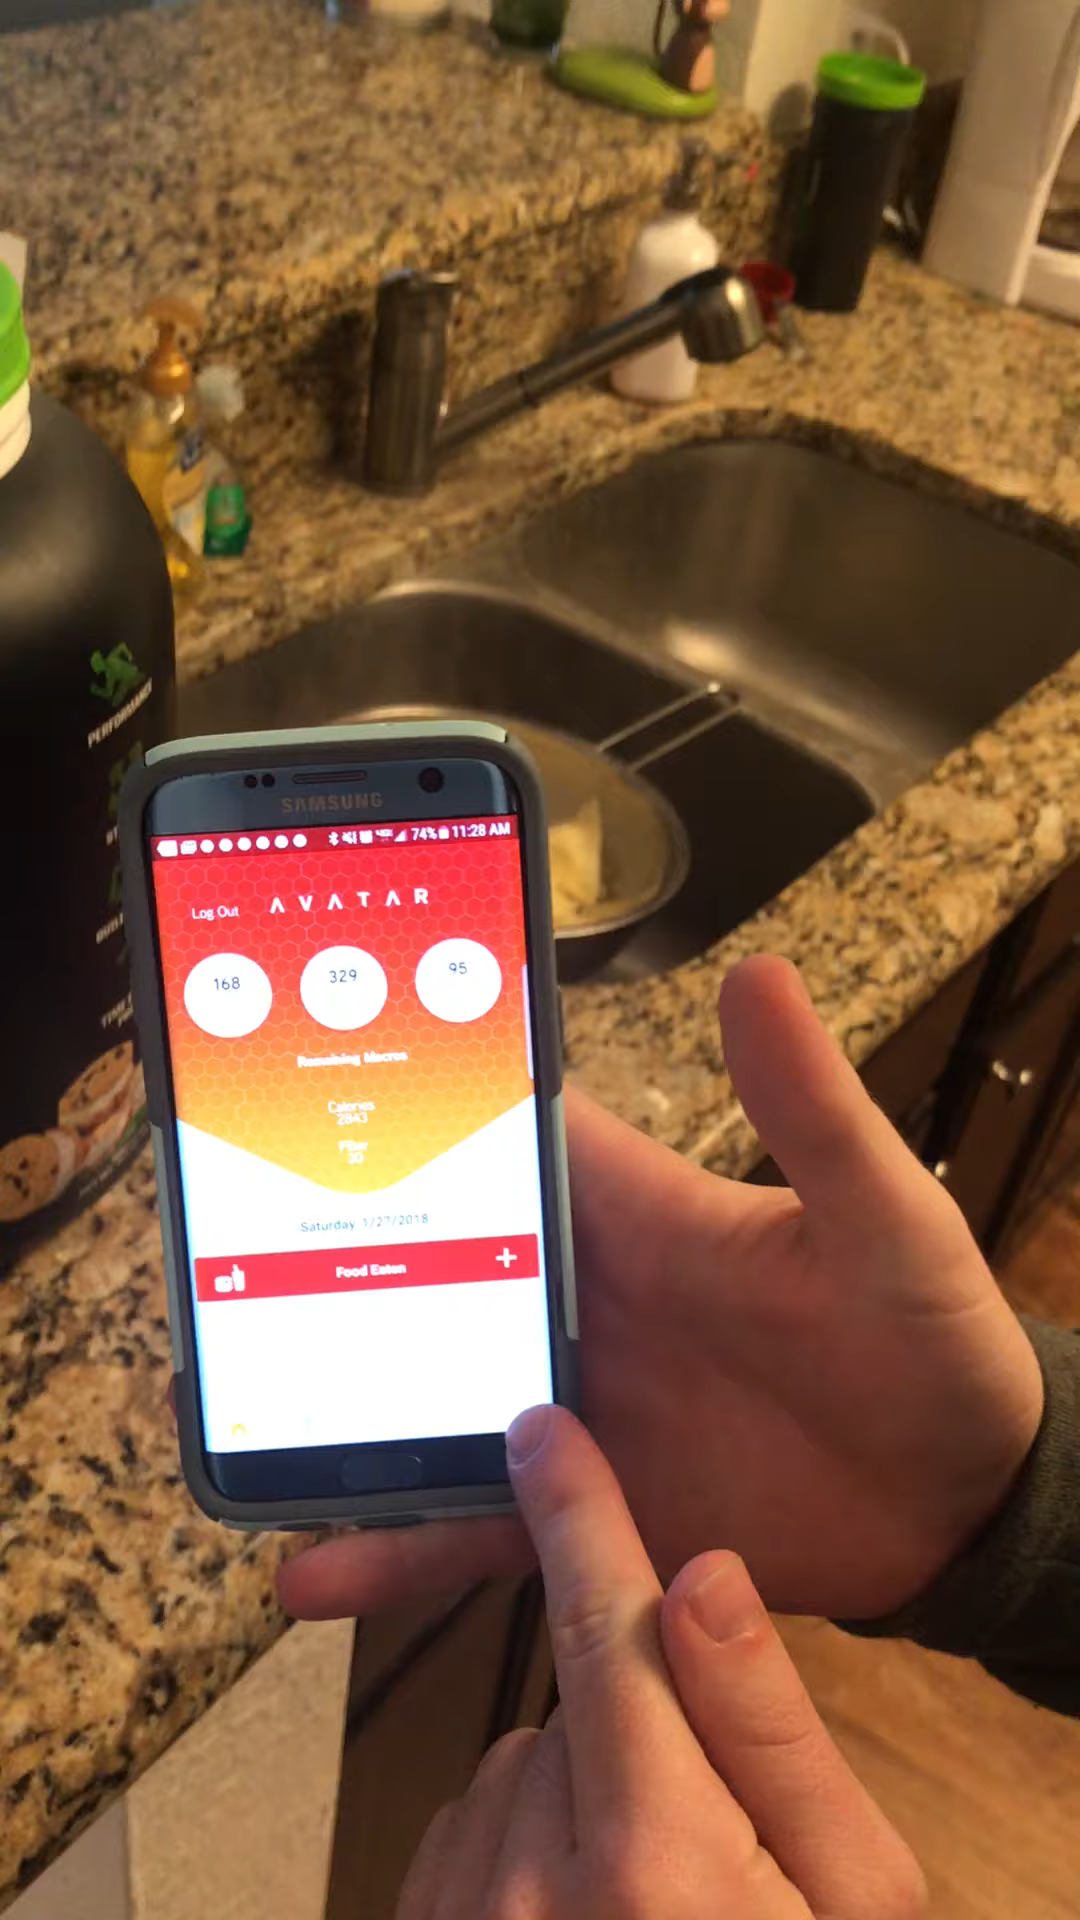 PERFORMANCE
SAMSUNG
74% 11:28 AM
Log Out
AVATAR
168
329
95
Remaining Macros
Calories
2843
Fiber
30
Saturday 1/27/2018
Food Eaten